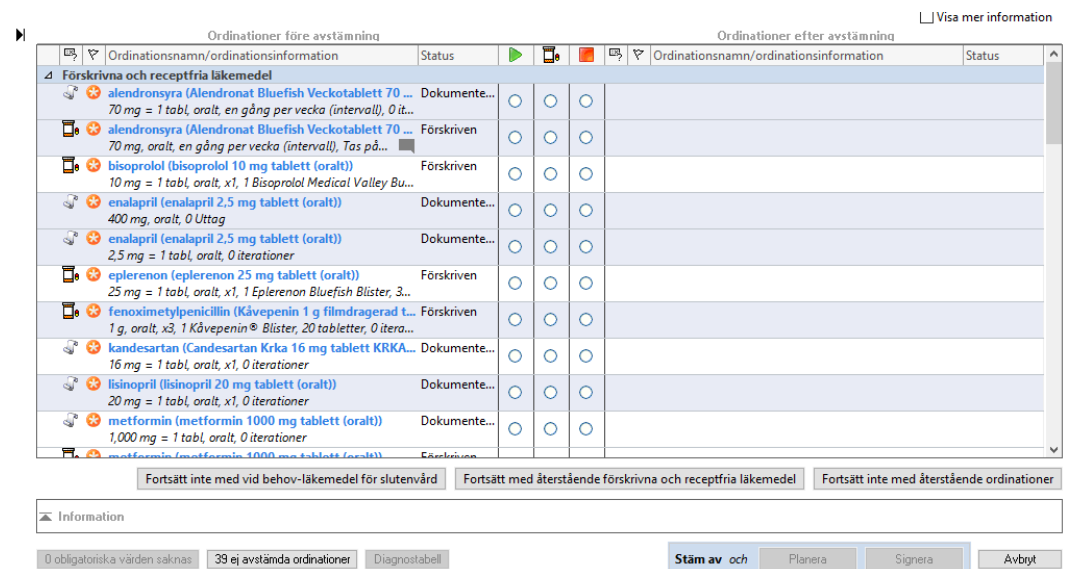 Visa mer information
Ordinationer före avstämning
Ordinationer efter avstämning
Ordinationsnamn/ordinationsinformation Status Ordinationsnamn/ordinationsinformation Status
Förskrivna och receptfria läkemedel
alendronsyra (Alendronat Bluefish Veckotablett 70 ... Dokumente...
70 mg = 1 tabl, oralt, en gång per vecka (intervall), 0 it...
alendronsyra (Alendronat Bluefish Veckotablett 70 ... Förskriven
70 mg, oralt, en gång per vecka (intervall), Tas på...
bisoprolol (bisoprolol 10 mg tablett (oralt)) Förskriven
10 mg = 1 tabl, oralt, x1, 1 Bisoprolol Medical Valley Bu...
enalapril (enalapril 2,5 mg tablett (oralt)) Dokumente...
400 mg, oralt, 0 Uttag
enalapril (enalapril 2,5 mg tablett (oralt)) Dokumente...
2,5 mg = 1 tabl, oralt, 0 iterationer
eplerenon (eplerenon 25 mg tablett (oralt)) Förskriven
25 mg = 1 tabl, oralt, x1, 1 Eplerenon Bluefish Blister, 3...
fenoximetylpenicillin (Kåvepenin 1 g filmdragerad t... Förskriven
1 g, oralt, x3, 1 Kåvepenin® Blister, 20 tabletter, 0 itera...
kandesartan (Candesartan Krka 16 mg tablett KRKA... Dokumente...
16 mg = 1 tabl, oralt, x1, 0 iterationer
lisinopril (lisinopril 20 mg tablett (oralt)) Dokumente...
20 mg = 1 tabl, oralt, x1, 0 iterationer
metformin (metformin 1000 mg tablett (oralt)) Dokumente...
1,000 mg = 1 tabl, oralt, 0 iterationer
metformin (metformin 1000 mg tablett (oralt)) Förskriven
Fortsätt inte med vid behov-läkemedel för slutenvård Fortsätt med återstående förskrivna och receptfria läkemedel Fortsätt inte med återstående ordinationer
Information
0 obligatoriska värden saknas 39 ej avstämda ordinationer Diagnostabell Stäm av och Planera Signera Avbryt